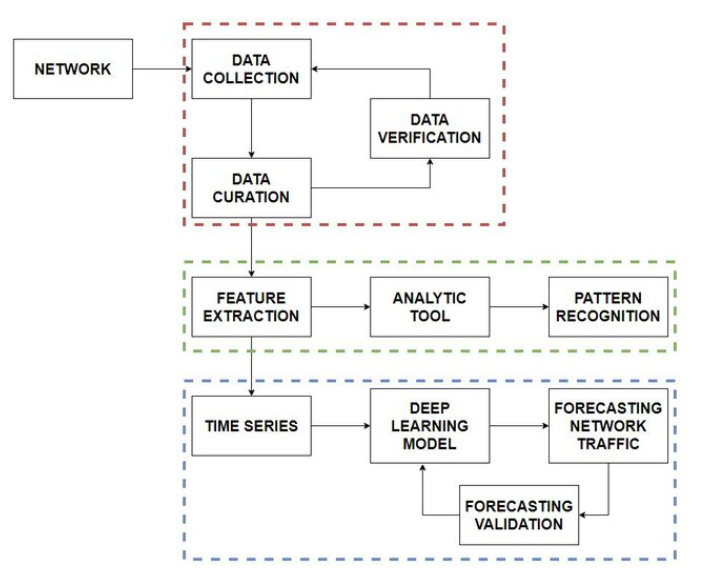 NETWORK
DATA
COLLECTION
DATA
VERIFICATION
DATA
CURATION
FEATURE
EXTRACTION
ANALYTIC
TOOL
PATTERN
RECOGNITION
TIME SERIES
DEEP
LEARNING
MODEL
FORECASTING
NETWORK
TRAFFIC
FORECASTING
VALIDATION